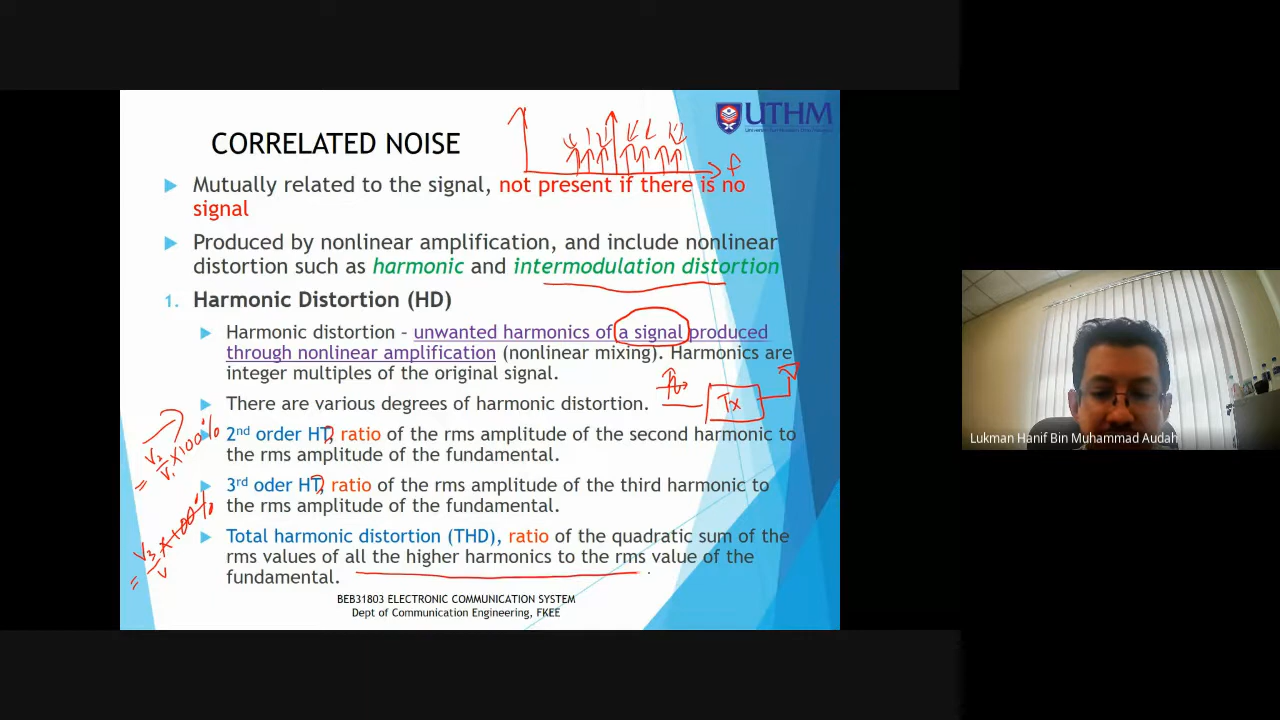 UTHM
CORRELATED NOISE
f
Mutually related to the signal, not present if there is no
signal
Produced by nonlinear amplification, and include nonlinear
distortion such as harmonic and intermodulation distortion
1. Harmonic Distortion (HD)
Harmonic distortion – unwanted harmonics of a signal produced
through nonlinear amplification (nonlinear mixing). Harmonics are
integer multiples of the original signal.
There are various degrees of harmonic distortion.
Tx
2nd order HT, ratio of the rms amplitude of the second harmonic to
the rms amplitude of the fundamental.
= V2/V1 x100%
3rd oder HT, ratio of the rms amplitude of the third harmonic to
the rms amplitude of the fundamental.
= V3/V x100%
Total harmonic distortion (THD), ratio of the quadratic sum of the
rms values of all the higher harmonics to the rms value of the
fundamental.
BEB31803 ELECTRONIC COMMUNICATION SYSTEM
Dept of Communication Engineering, FKEE
Lukman Hanif Bin Muhammad Audah